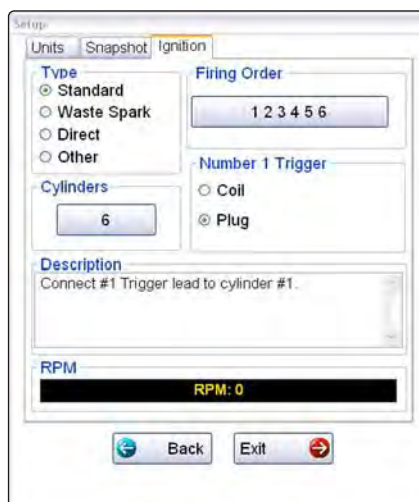 Setup
Units Snapshot Ignition
Type
Standard
Waste Spark
Direct
Other
Firing Order
1 2 3 4 5 6
Number 1 Trigger
Coil
Plug
Cylinders
6
Description
Connect #1 Trigger lead to cylinder #1.
RPM
RPM: 0
Back Exit